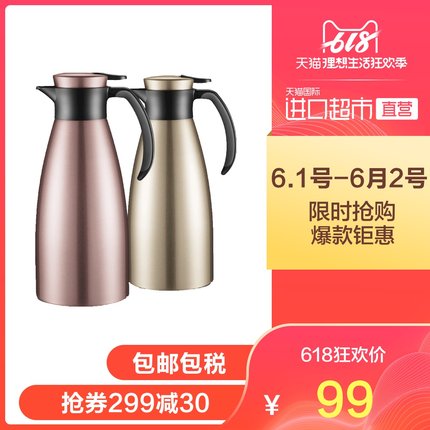 618
天猫理想生活狂欢季
天猫国际
进口超市 直营
6.1号-6月2号
限时抢购
爆款钜惠
包邮包税
618狂欢价
抢券299减30
¥ 99